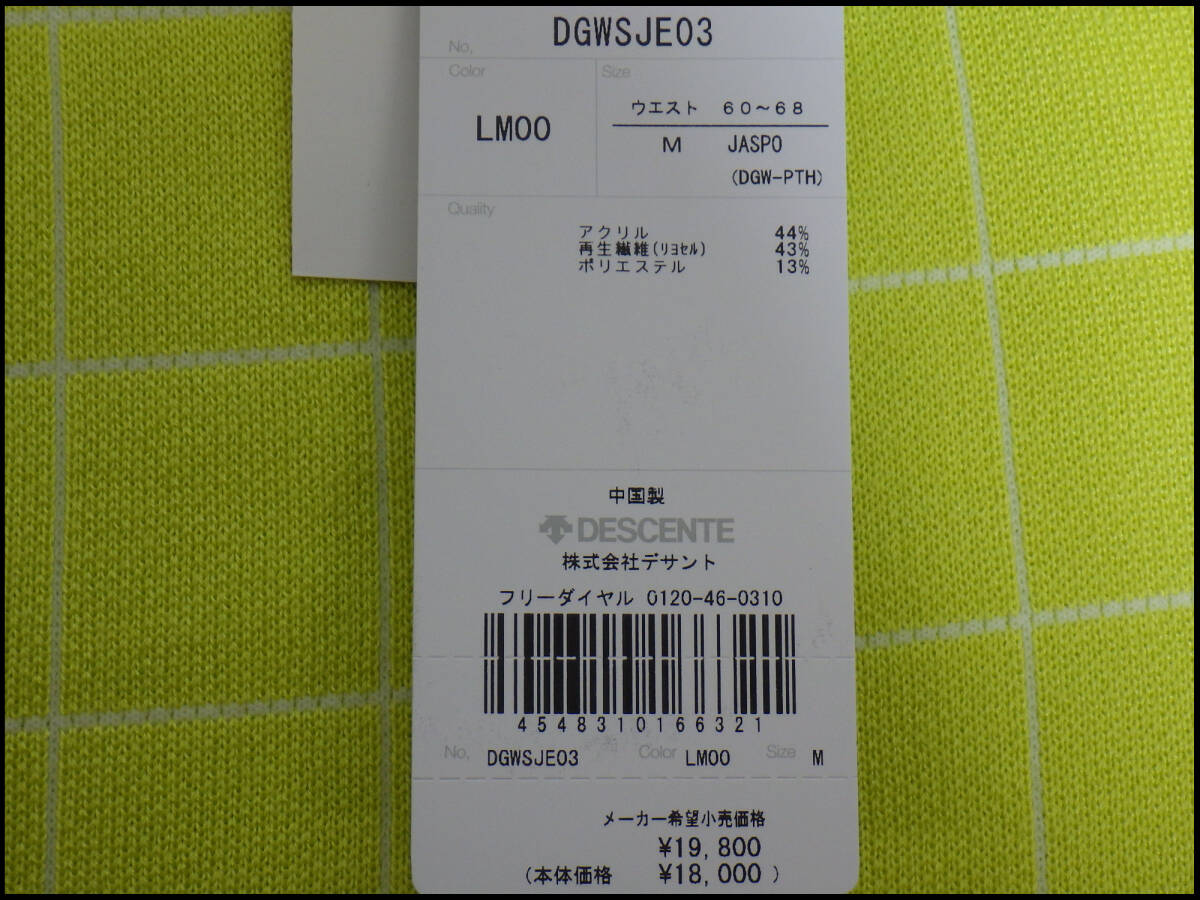 No, DGWSJE03
Color
Size
LM00
ウエスト 60～68
M JASPO
(DGW-PTH)
Quality
アクリル 44%
再生繊維(ﾘﾖｾﾙ) 43%
ポリエステル 13%
中国製
DESCENTE
株式会社デサント
フリーダイヤル 0120-46-0310
4548310166321
No, DGWSJE03 Color LM00 Size M
メーカー希望小売価格
¥19,800
(本体価格 ¥18,000 )